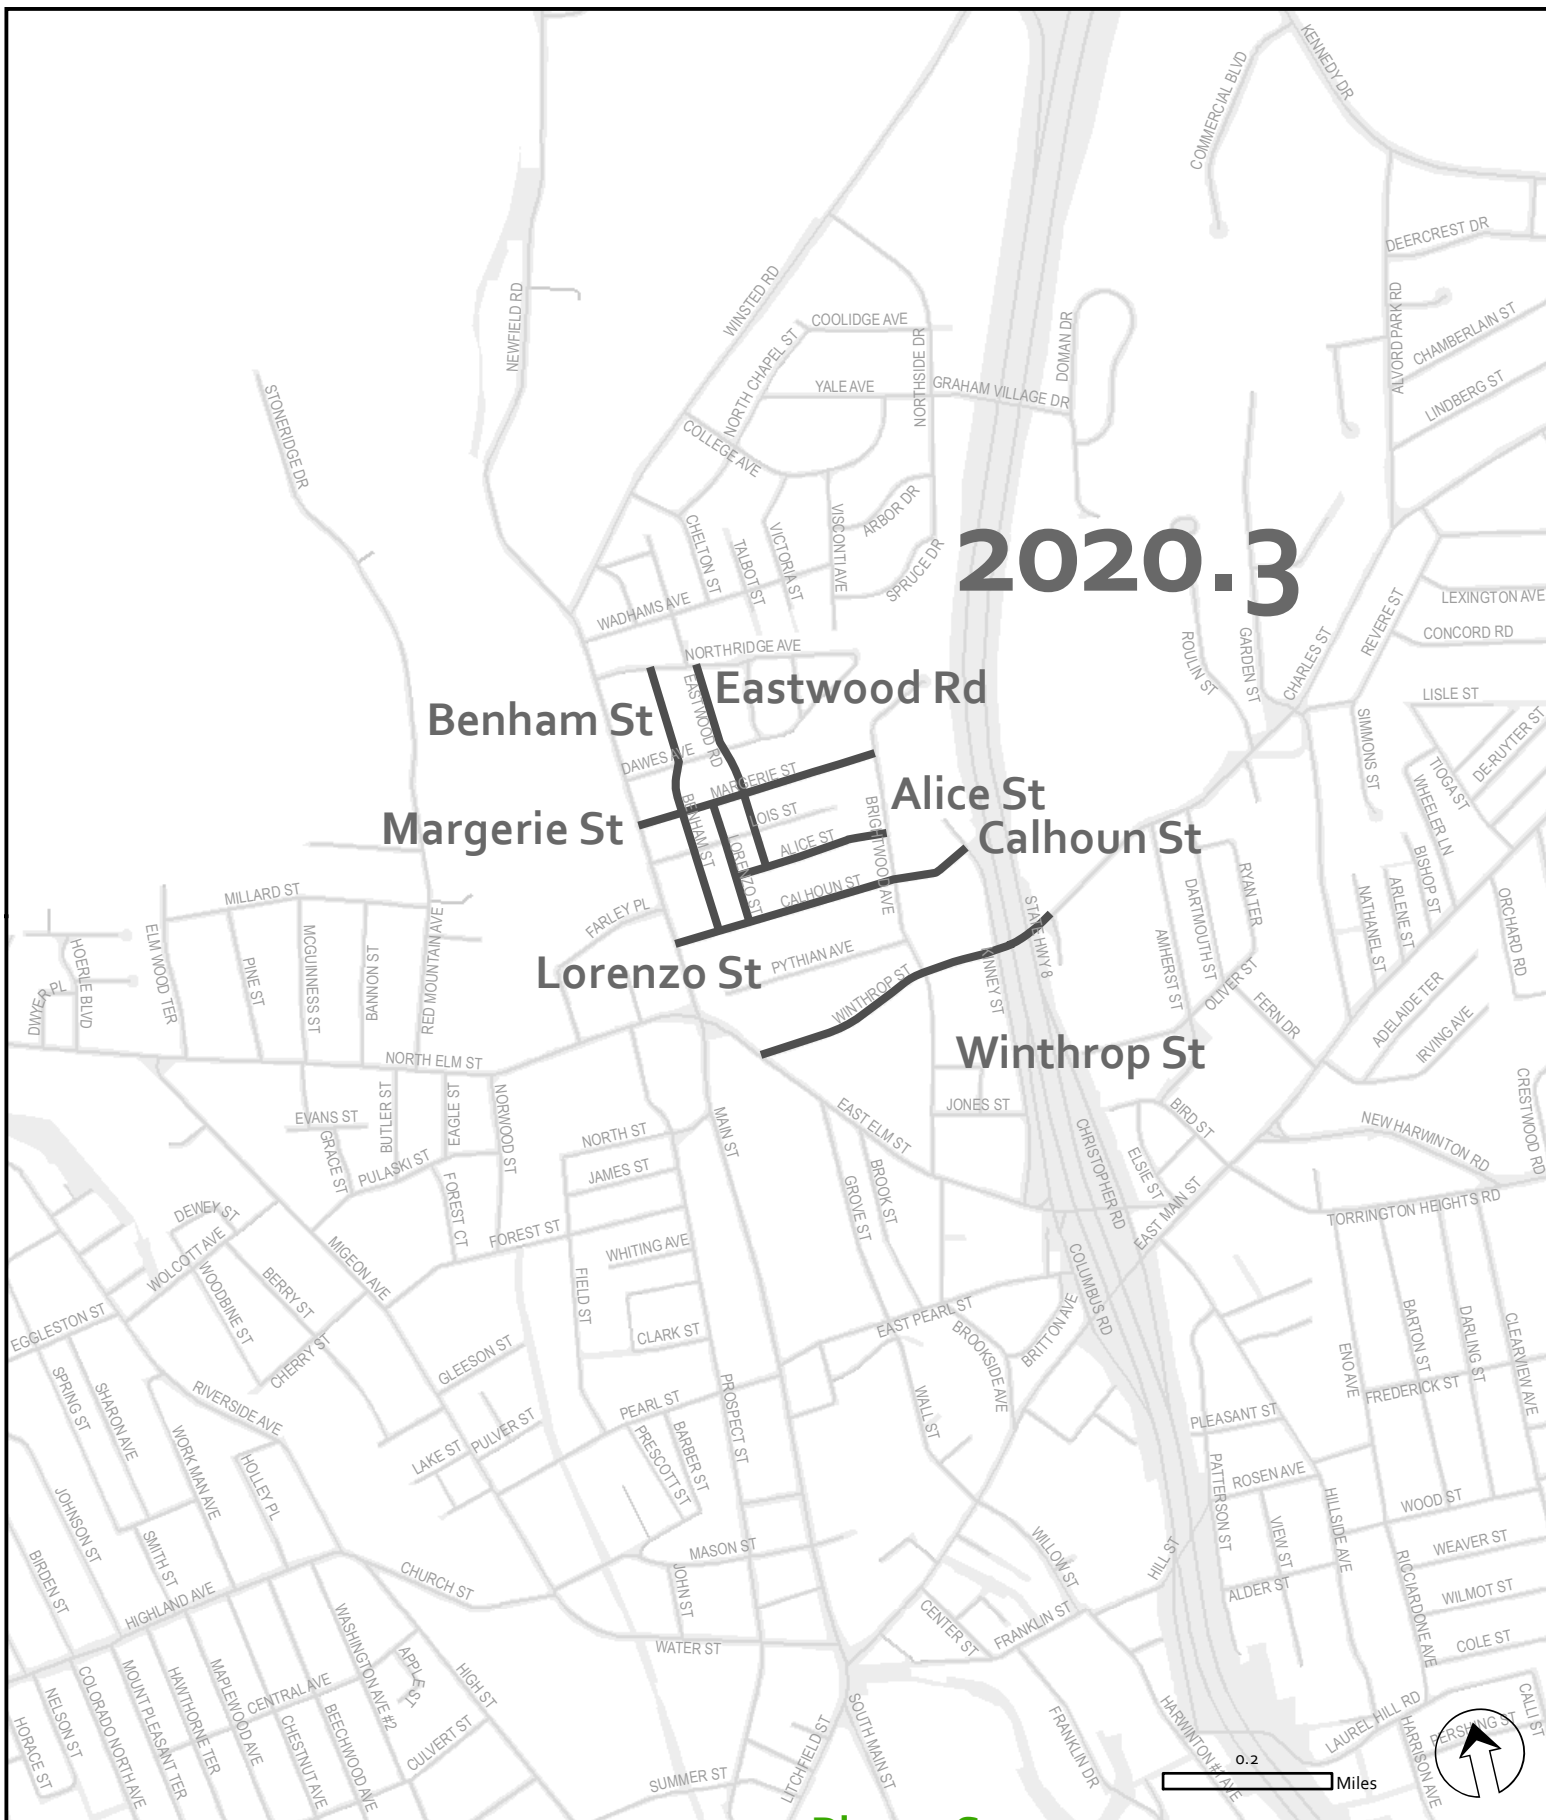 KENNEDY DR
COMMERCIAL BLVD
DEERCREST DR
WINSTED RD
NEWFIELD RD
COOLIDGE AVE
NORTH CHAPEL ST
NORTHSIDE DR
DOMAN DR
ALVORD PARK RD
CHAMBERLAIN ST
LINDBERG ST
YALE AVE
GRAHAM VILLAGE DR
STONERIDGE DR
COLLEGE AVE
CHELTON ST
TALBOT ST
VICTORIA ST
VISCONTI AVE
ARBOR DR
SPRUCE DR
2020.3
WADHAMS AVE
LEXINGTON AVE
CONCORD RD
REVERE ST
CHARLES ST
GARDEN ST
ROULIN ST
NORTHRIDGE AVE
Eastwood Rd
EASTWOOD RD
Benham St
LISLE ST
SIMMONS ST
DE-RUYTER ST
TIOGA ST
WHEELER LN
DAWES AVE
MARGERIE ST
Alice St
Margerie St
BENHAM ST
LOIS ST
ALICE ST
BRIGHTWOOD AVE
Calhoun St
LORENZO ST
CALHOUN ST
RYAN TER
DARTMOUTH ST
AMHERST ST
BISHOP ST
ARLENE ST
NATHANEL ST
ORCHARD RD
MILLARD ST
FARLEY PL
STATE HWY 8
ELM WOOD TER
PINE ST
MCGUINNESS ST
BANNON ST
RED MOUNTAIN AVE
HOERLE BLVD
DWYER PL
Lorenzo St
PYTHIAN AVE
KINNEY ST
WINTHROP ST
OLIVER ST
FERN DR
ADELAIDE TER
IRVING AVE
Winthrop St
NORTH ELM ST
CRESTWOOD RD
EVANS ST
BUTLER ST
EAGLE ST
NORWOOD ST
GRACE ST
PULASKI ST
NORTH ST
JAMES ST
MAIN ST
EAST ELM ST
JONES ST
CHRISTOPHER RD
BIRD ST
ELSIE ST
NEW HARWINTON RD
TORRINGTON HEIGHTS RD
EAST MAIN ST
GROVE ST
BROOK ST
FOREST CT
FOREST ST
WHITING AVE
DEWEY ST
WOLCOTT AVE
WOODBINE ST
BERRY ST
MIGEON AVE
FIELD ST
CLARK ST
COLUMBUS RD
EGGLESTON ST
CHERRY ST
GLEESON ST
EAST PEARL ST
BROOKSIDE AVE
BRITTON AVE
ENO AVE
BARTON ST
DARLING ST
CLEARVIEW AVE
FREDERICK ST
SPRING ST
SHARON AVE
RIVERSIDE AVE
WORK MAN AVE
HOLLEY PL
LAKE ST
PULVER ST
PEARL ST
PRESCOTT ST
BARBER ST
PROSPECT ST
WALL ST
PLEASANT ST
PATTERSON ST
ROSEN AVE
VIEW ST
HILLSIDE AVE
WOOD ST
WEAVER ST
JOHNSON ST
SMITH ST
BIRDEN ST
HIGHLAND AVE
CHURCH ST
MASON ST
JOHN ST
WILLOW ST
HILL ST
ALDER ST
RICCIARDONE AVE
WILMOT ST
COLE ST
WASHINGTON AVE #2
APPLE ST
HIGH ST
WATER ST
CENTER ST
FRANKLIN ST
NELSON ST
HORACE ST
COLORADO NORTH AVE
MOUNT PLEASANT TER
HAWTHORNE TER
MAPLEWOOD AVE
CENTRAL AVE
CHESTNUT AVE
BEECHWOOD AVE
CULVERT ST
SUMMER ST
LITCHFIELD ST
SOUTH MAIN ST
FRANKLIN DR
HARWINTON #1 AVE
LAUREL HILL RD
HARRISON AVE
PERSHING ST
CALLI ST
0.2
Miles